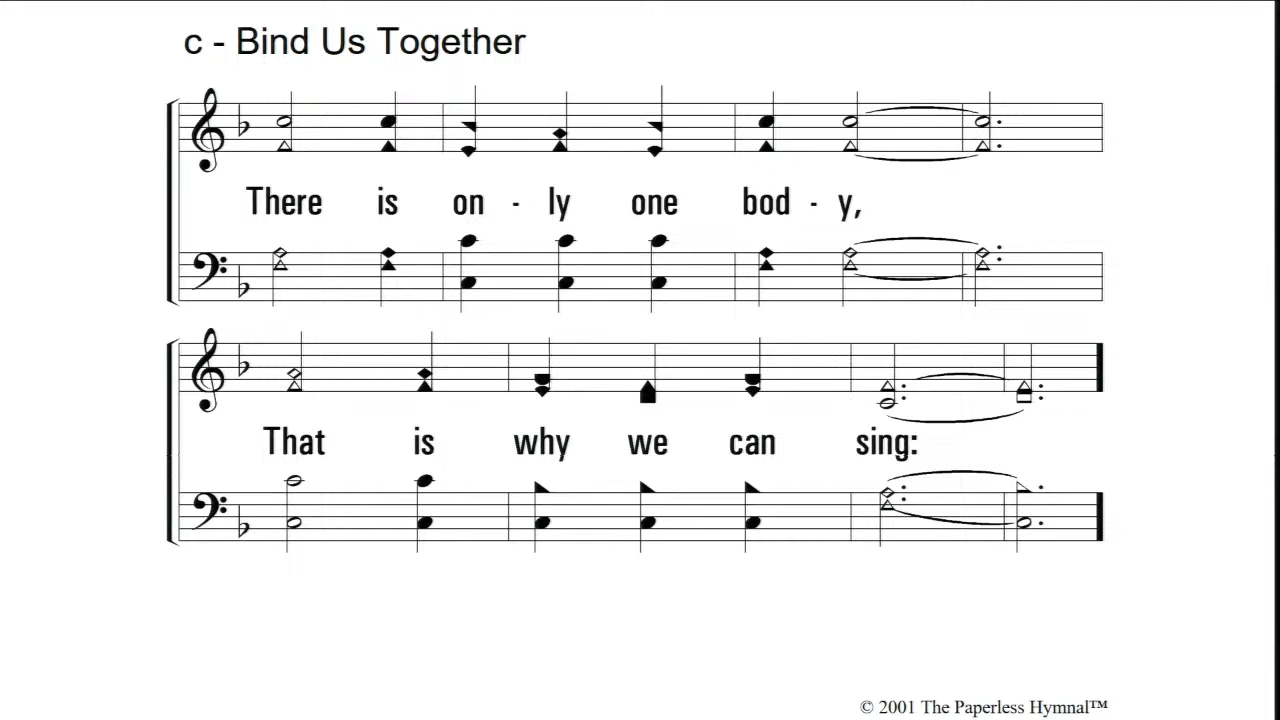 c - Bind Us Together
There is on - ly one bod - y,
That is why we can sing:
© 2001 The Paperless Hymnal™